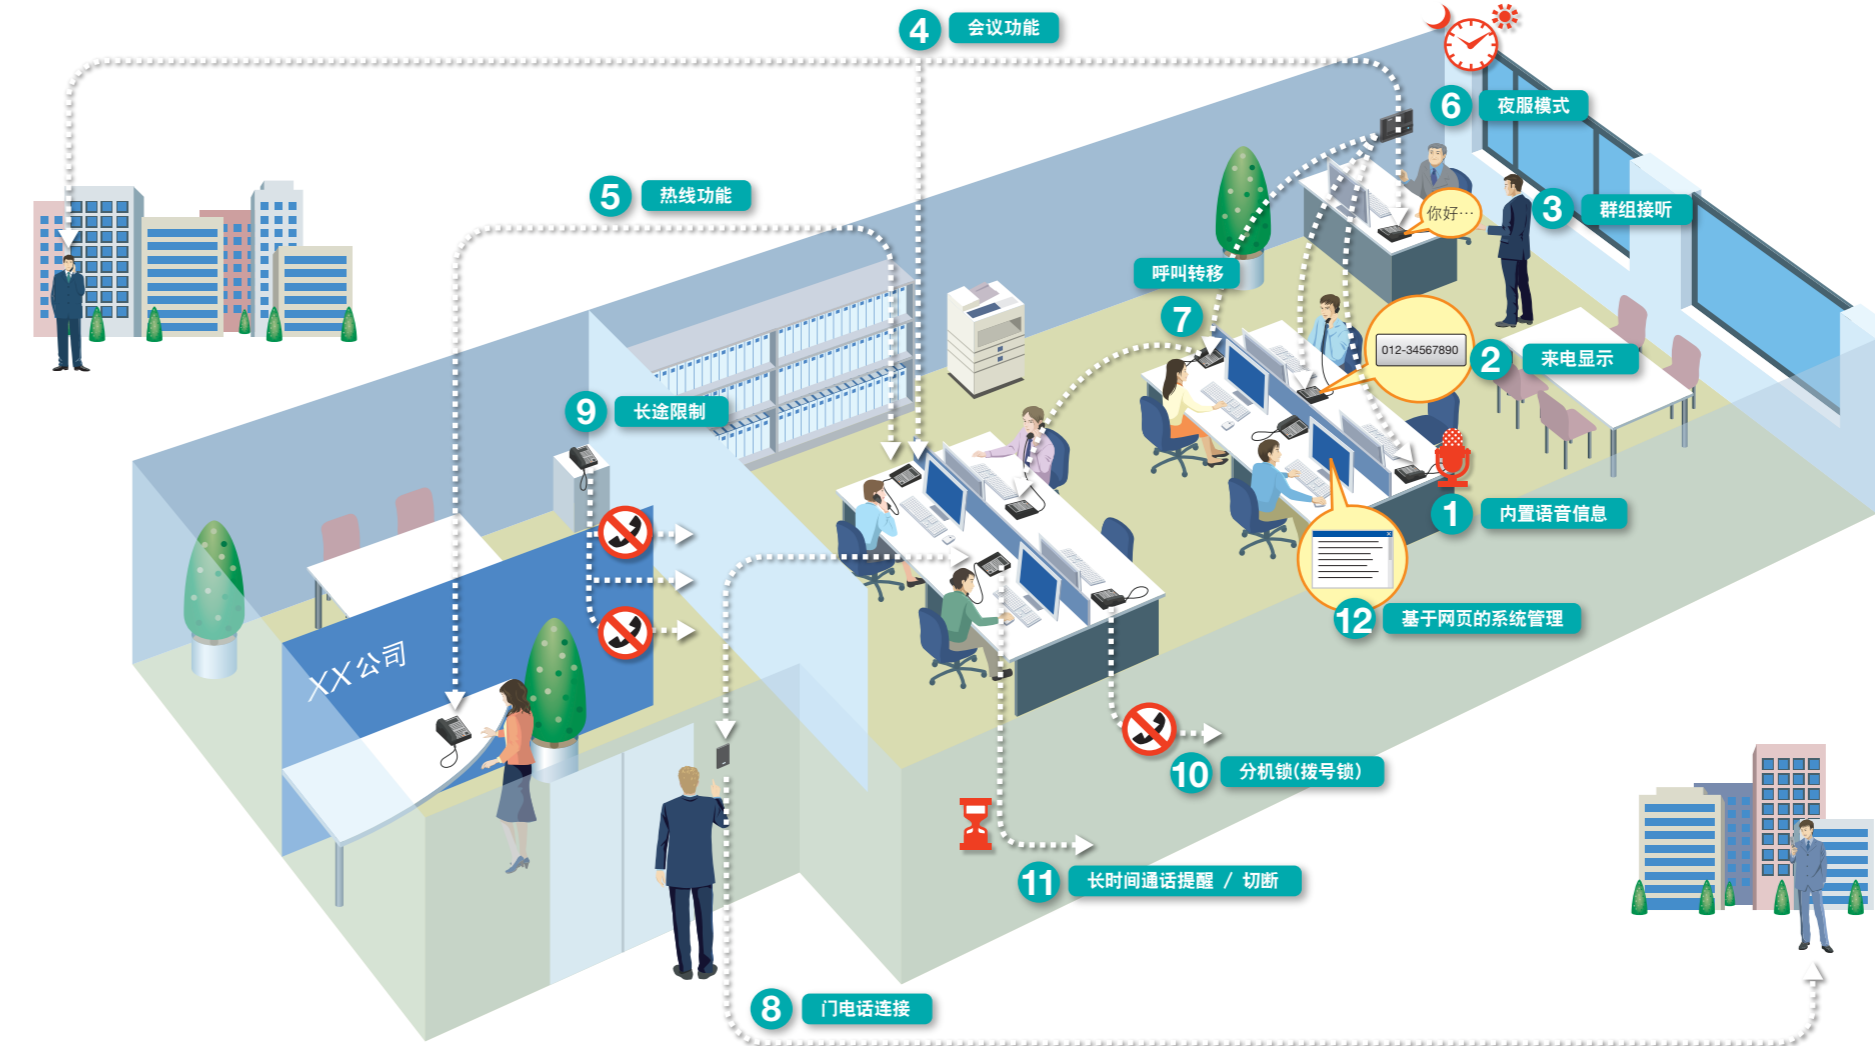 4 会议功能
6 夜服模式
5 热线功能
你好…
3 群组接听
呼叫转移
7
012-34567890
2 来电显示
9 长途限制
1 内置语音信息
12 基于网页的系统管理
XX公司
10 分机锁(拨号锁)
11 长时间通话提醒 / 切断
8 门电话连接